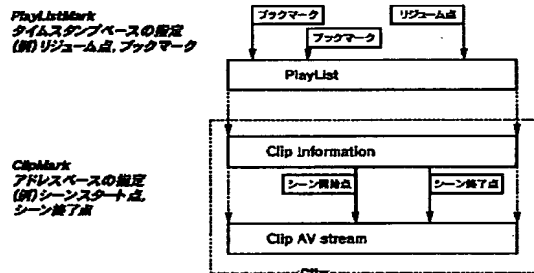 PlayListMark
タイムスタンプベースの指定
(例)リジューム点,ブックマーク
ブックマーク
ブックマーク
リジューム点
PlayList
ClipMark
アドレスベースの指定
(例)シーンスタート点,
シーン終了点
Clip Information
シーン開始点
シーン終了点
Clip AV stream